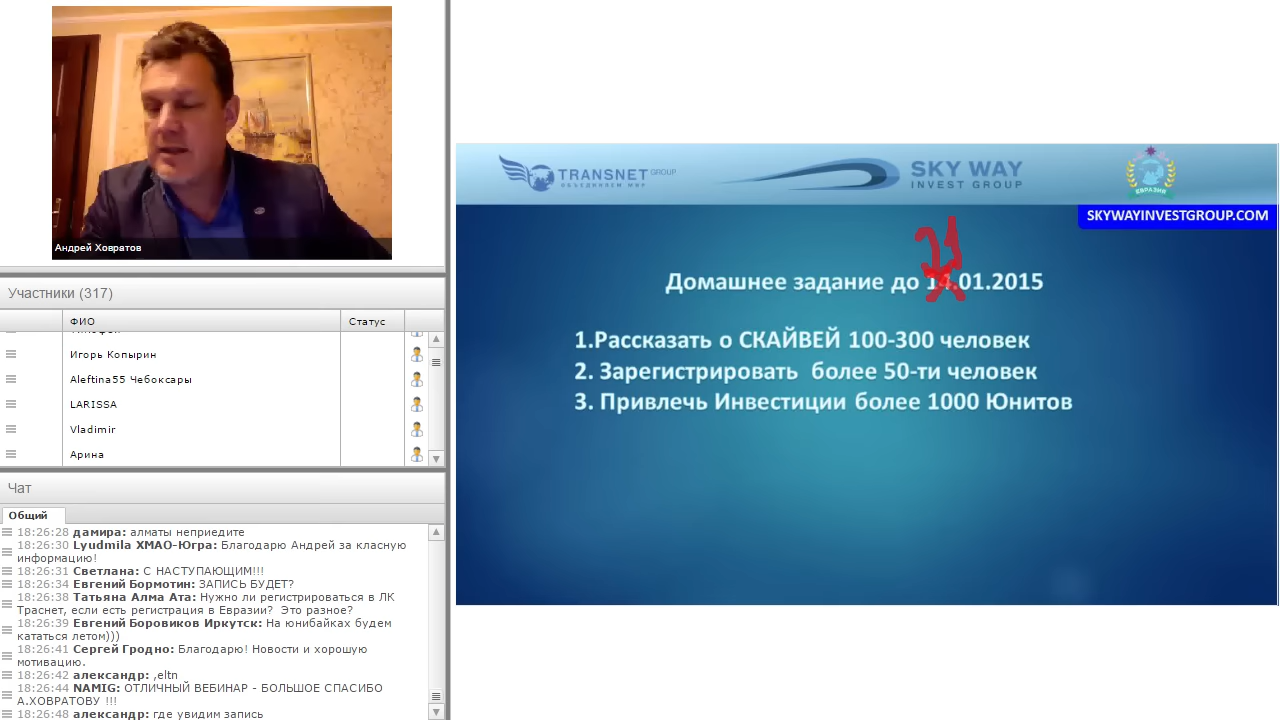 Андрей Ховратов
Участники (317)
ФИО
Статус
Игорь Копырин
Aleftina55 Чебоксары
LARISSA
Vladimir
Арина
Чат
Общий
18:26:28 дамира: алматы неприедите
18:26:30 Lyudmila ХМАО-Югра: Благодарю Андрей за класную
информацию!
18:26:31 Светлана: С НАСТУПАЮЩИМ!!!
18:26:34 Евгений Бормотин: ЗАПИСЬ БУДЕТ?
18:26:38 Татьяна Алма Ата: Нужно ли регистрироваться в ЛК
Траснет, если есть регистрация в Евразии? Это разное?
18:26:39 Евгений Боровиков Иркутск: На юнибайках будем
кататься летом)))
18:26:41 Сергей Гродно: Благодарю! Новости и хорошую
мотивацию.
18:26:42 александр: ,eltn
18:26:44 NAMIG: ОТЛИЧНЫЙ ВЕБИНАР - БОЛЬШОЕ СПАСИБО
А.ХОВРАТОВУ !!!
18:26:48 александр: где увидим запись
TRANSNET GROUP
ОБЪЕДИНЯЕМ МИР
SKY WAY
INVEST GROUP
ЕВРАЗИЯ
SKYWAYINVESTGROUP.COM
21
Домашнее задание до 14.01.2015
1.Рассказать о СКАЙВЕЙ 100-300 человек
2. Зарегистрировать более 50-ти человек
3. Привлечь Инвестиции более 1000 Юнитов